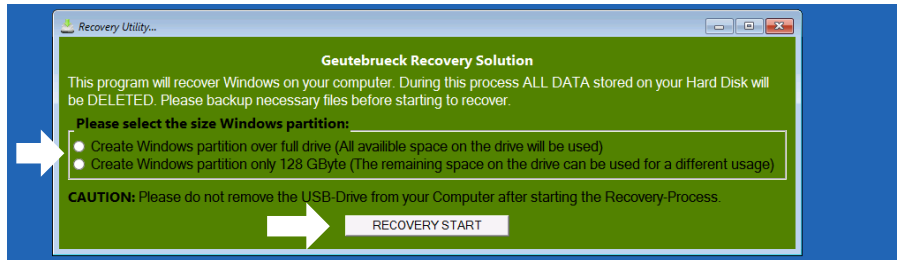 Recovery Utility...
Geutebrueck Recovery Solution
This program will recover Windows on your computer. During this process ALL DATA stored on your Hard Disk will
be DELETED. Please backup necessary files before starting to recover.
Please select the size Windows partition:
Create Windows partition over full drive (All availible space on the drive will be used)
Create Windows partition only 128 GByte (The remaining space on the drive can be used for a different usage)
CAUTION: Please do not remove the USB-Drive from your Computer after starting the Recovery-Process.
RECOVERY START